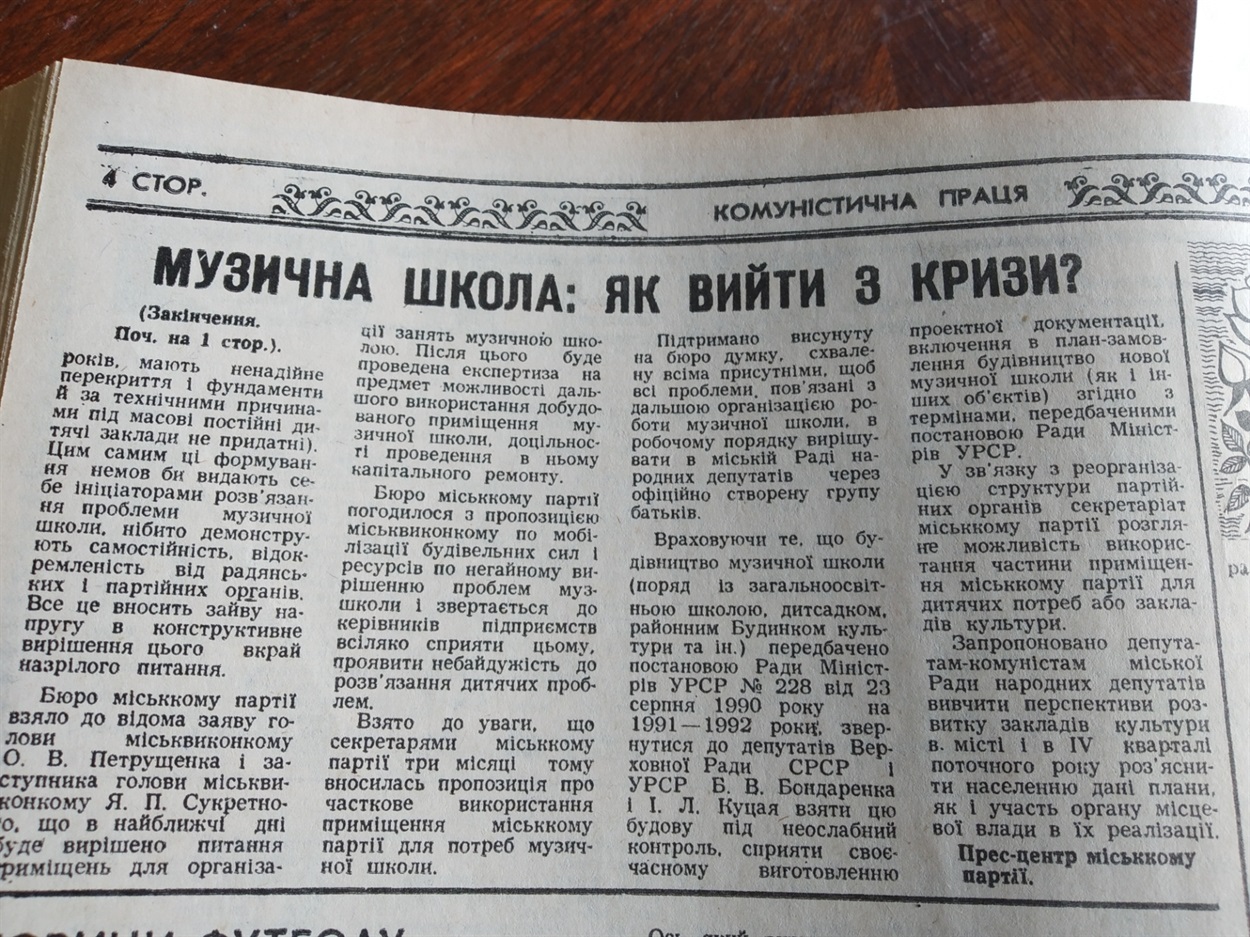 4 СТОР.
КОМУНІСТИЧНА ПРАЦЯ
МУЗИЧНА ШКОЛА: ЯК ВИЙТИ З КРИЗИ?
(Закінчення.
Поч. на 1 стор.).
років, мають ненадійне
перекриття і фундаменти
й за технічними причина-
ми під масові постійні ди-
тячі заклади не придатні).
Цим самим ці формуван-
ня немов би видають се-
бе ініціаторами розв'язан-
ня проблеми музичної
школи, нібито демонстру-
ють самостійність, відок-
ремленість від радянсь-
ких і партійних органів.
Все це вносить зайву на-
пругу в конструктивне
вирішення цього вкрай
назрілого питання.
Бюро міськкому партії
взяло до відома заяву го-
лови міськвиконкому
О. В. Петрущенка і за-
ступника голови міськви-
конкому Я. П. Сукретно-
о, що в найближчі дні
буде вирішено питання
риміщень для організа-
ції занять музичною шко-
лою. Після цього буде
проведена експертиза на
предмет можливості даль-
шого використання добудо-
ваного приміщення му-
зичної школи, доцільнос-
ті проведення в ньому
капітального ремонту.
Бюро міськкому партії
погодилося з пропозицією
міськвиконкому по мобі-
лізації будівельних сил і
ресурсів по негайному ви-
рішенню проблем муз-
школи і звертається до
керівників підприємств
всіляко сприяти цьому,
проявити небайдужість до
розв'язання дитячих проб-
лем.
Взято до уваги, що
секретарями міськкому
партії три місяці тому
вносилась пропозиція про
часткове використання
приміщення міськкому
партії для потреб музич-
ної школи.
Підтримано висунуту
на бюро думку, схвале-
ну всіма присутніми, щоб
всі проблеми, пов'язані з
дальшою організацією ро-
боти музичної школи, в
робочому порядку вирішу-
вати в міській Раді на-
родних депутатів через
офіційно створену групу
батьків.
Враховуючи те, що бу-
дівництво музичної школи
(поряд із загальноосвіт-
ньою школою, дитсадком,
районним Будинком куль-
тури та ін.) передбачено
постановою Ради Мініст-
рів УРСР № 228 від 23
серпня 1990 року на
1991—1992 роки, звер-
нутися до депутатів Вер-
ховної Ради СРСР і
УРСР Б. В. Бондаренка
і І. Л. Куцая взяти цю
будову під неослабний
контроль, сприяти своє-
часному виготовленню
проектної документації,
включення в план-замов-
лення будівництво нової
музичної школи (як і ін-
ших об'єктів) згідно з
термінами, передбаченими
постановою Ради Мініст-
рів УРСР.
У зв'язку з реорганіза-
цією структури партій-
них органів секретаріат
міськкому партії розгля-
не можливість викорис-
тання частини приміщен-
ня міськкому партії для
дитячих потреб або закла-
дів культури.
Запропоновано депута-
там-комуністам міської
Ради народних депутатів
вивчити перспективи роз-
витку закладів культури
в. місті і в IV кварталі
поточного року роз'ясни-
ти населенню дані плани,
як і участь органу місце-
вої влади в їх реалізації.
Прес-центр міськкому
партії.
ра
ФУТБОЛУ
Ось